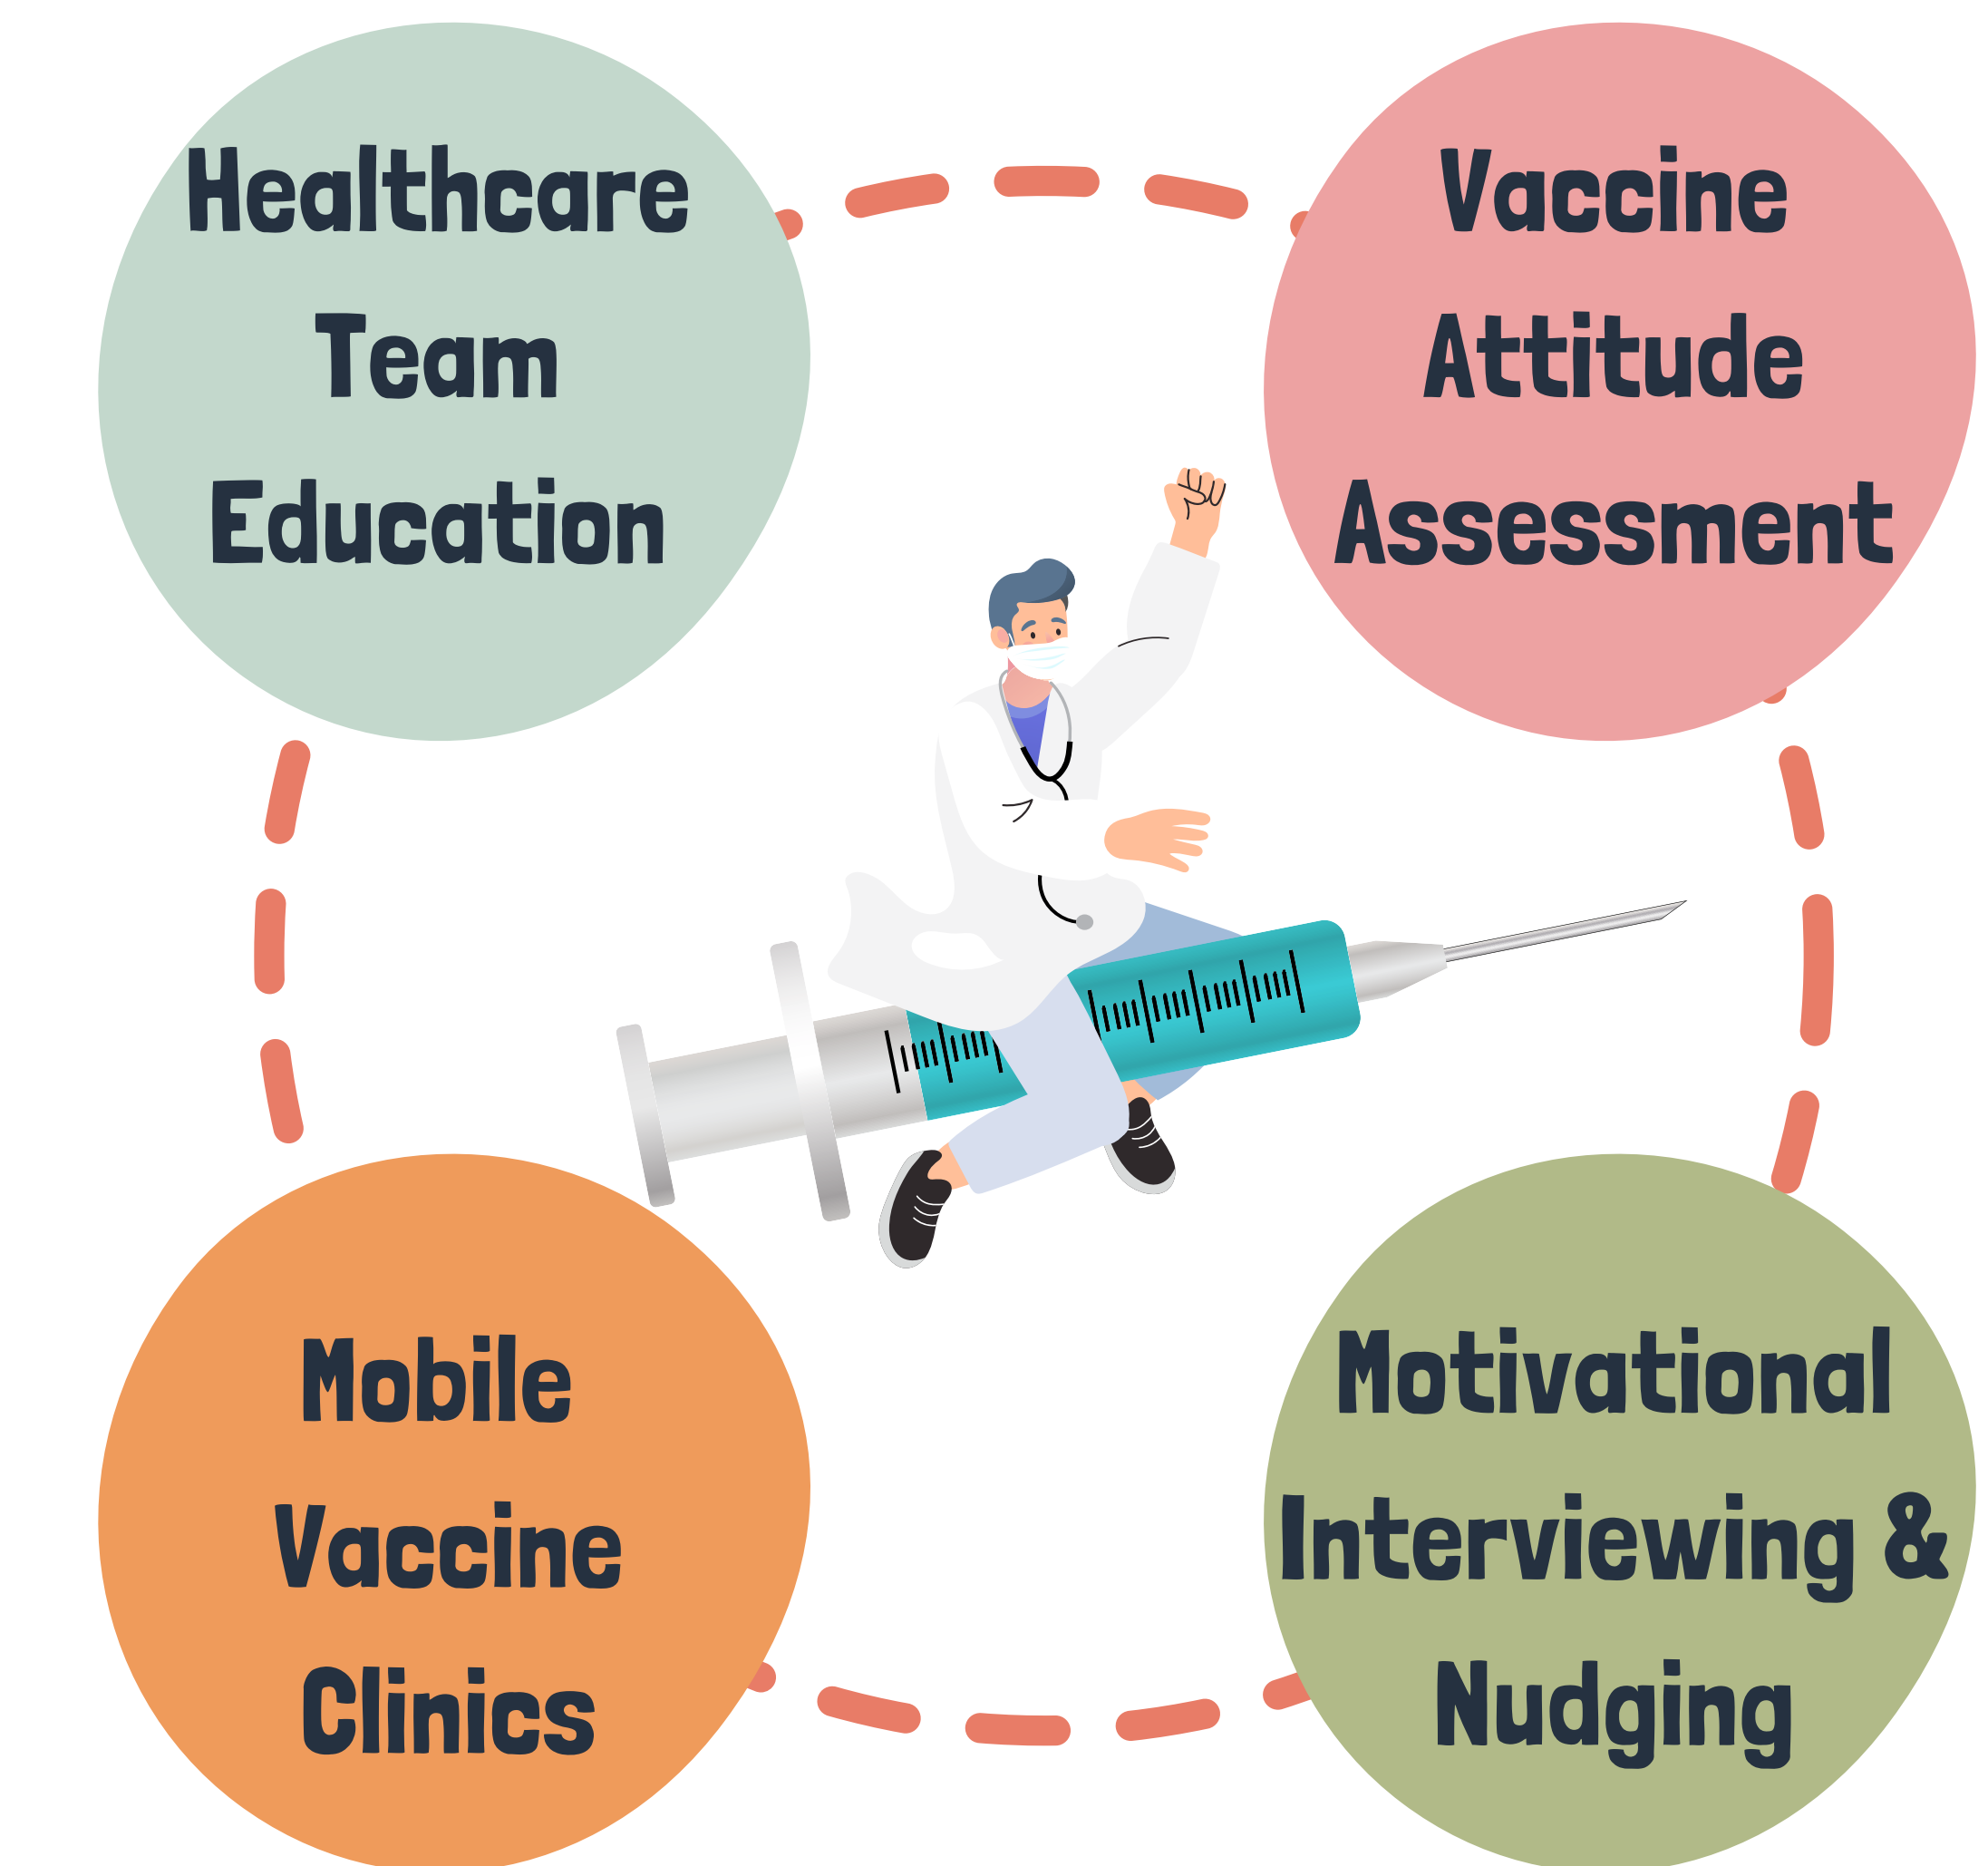 Healthcare
Team
Education
Vaccine
Attitude
Assessment
Mobile
Vaccine
Clinics
Motivational
Interviewing &
Nudging